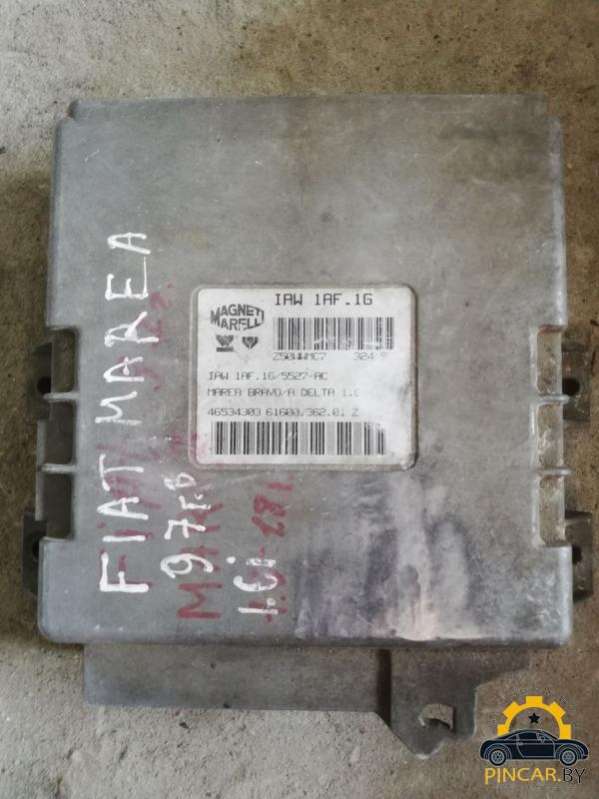 IAW 1AF.16
MAGNETI
MARELLI
IAW 1AF.16/5527-AC
MAREA BRAVO/A DELTA
46534303 61600.362.01 Z
FIAT MAREA
97г.в
1.6i
PINCAR.BY